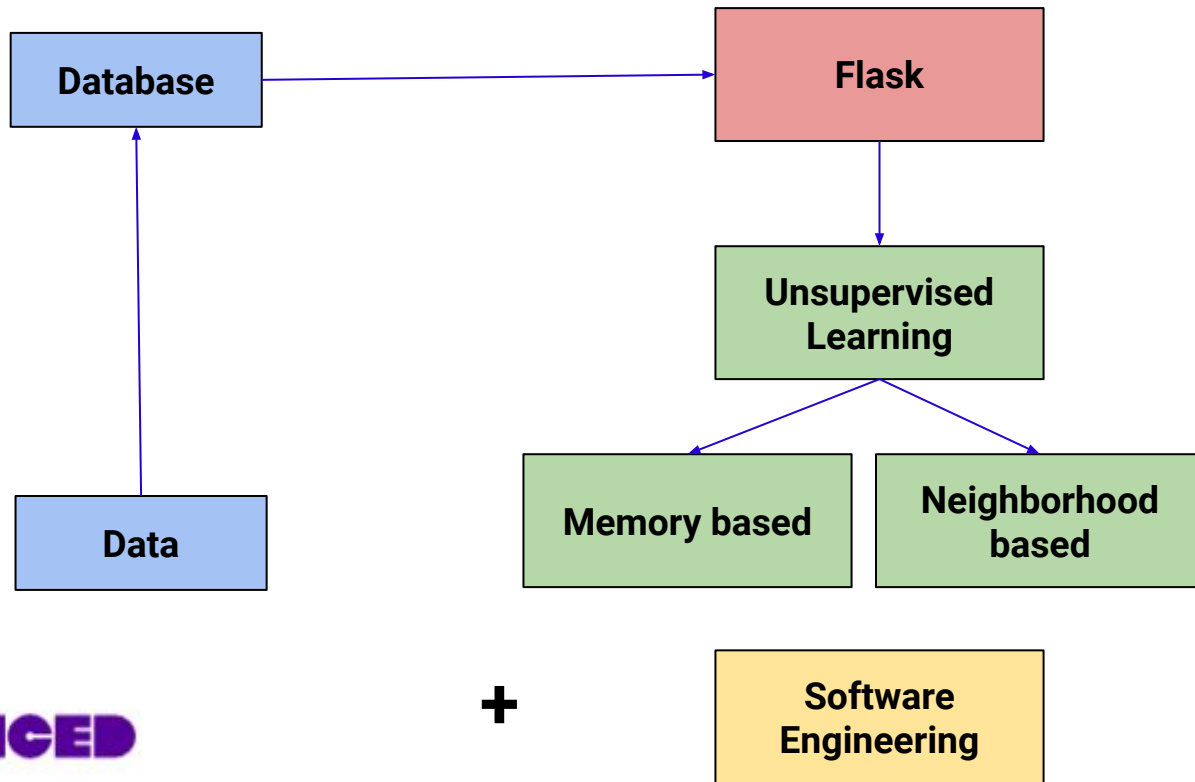 Database
Flask
Unsupervised
Learning
Memory based
Neighborhood
based
Data
+
Software
Engineering